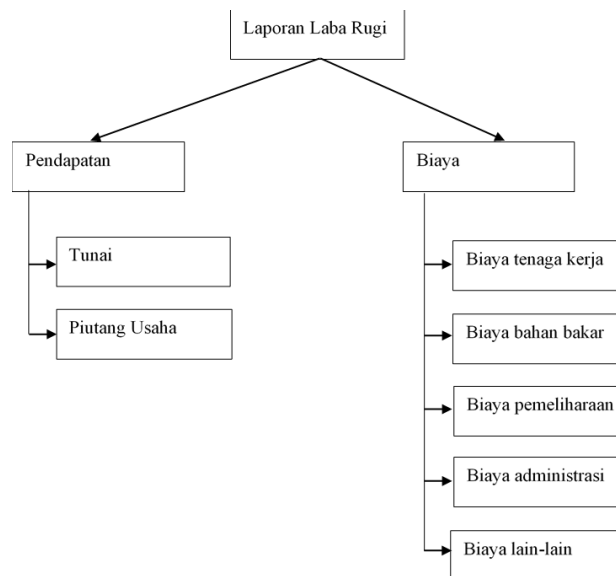 Laporan Laba Rugi
Pendapatan
Biaya
Tunai
Piutang Usaha
Biaya tenaga kerja
Biaya bahan bakar
Biaya pemeliharaan
Biaya administrasi
Biaya lain-lain